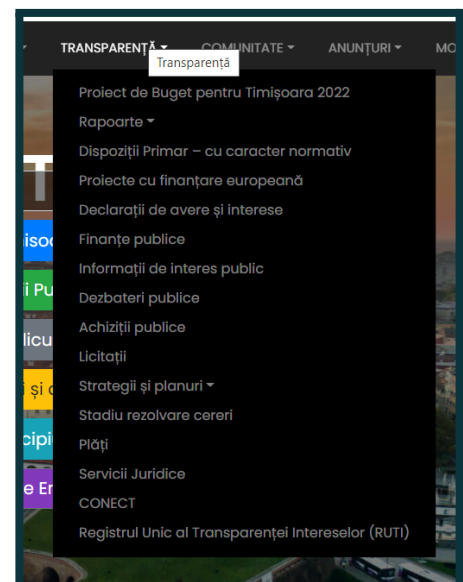 TRANSPARENȚĂ COMUNITATE ANUNȚURI MO
Transparență
Proiect de Buget pentru Timișoara 2022
Rapoarte
Dispoziții Primar – cu caracter normativ
Proiecte cu finanțare europeană
Declarații de avere și interese
Finanțe publice
Informații de interes public
Dezbateri publice
Achiziții publice
Licitații
Strategii și planuri
Stadiu rezolvare cereri
Plăți
Servicii Juridice
CONECT
Registrul Unic al Transparenței Intereselor (RUTI)